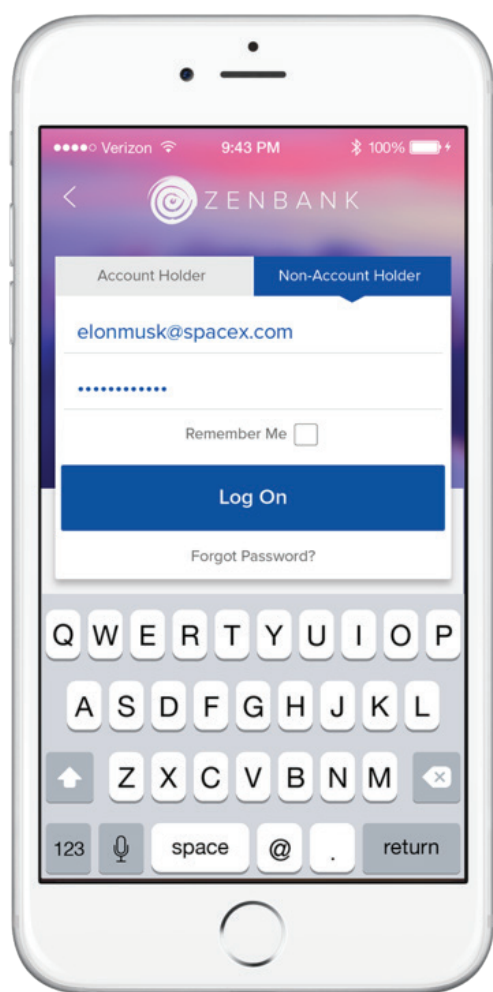 Verizon 9:43 PM 100%
ZENBANK
Account Holder Non-Account Holder
elonmusk@spacex.com
••••••••••••
Remember Me
Log On
Forgot Password?
Q W E R T Y U I O P
A S D F G H J K L
Z X C V B N M
123 space @ . return